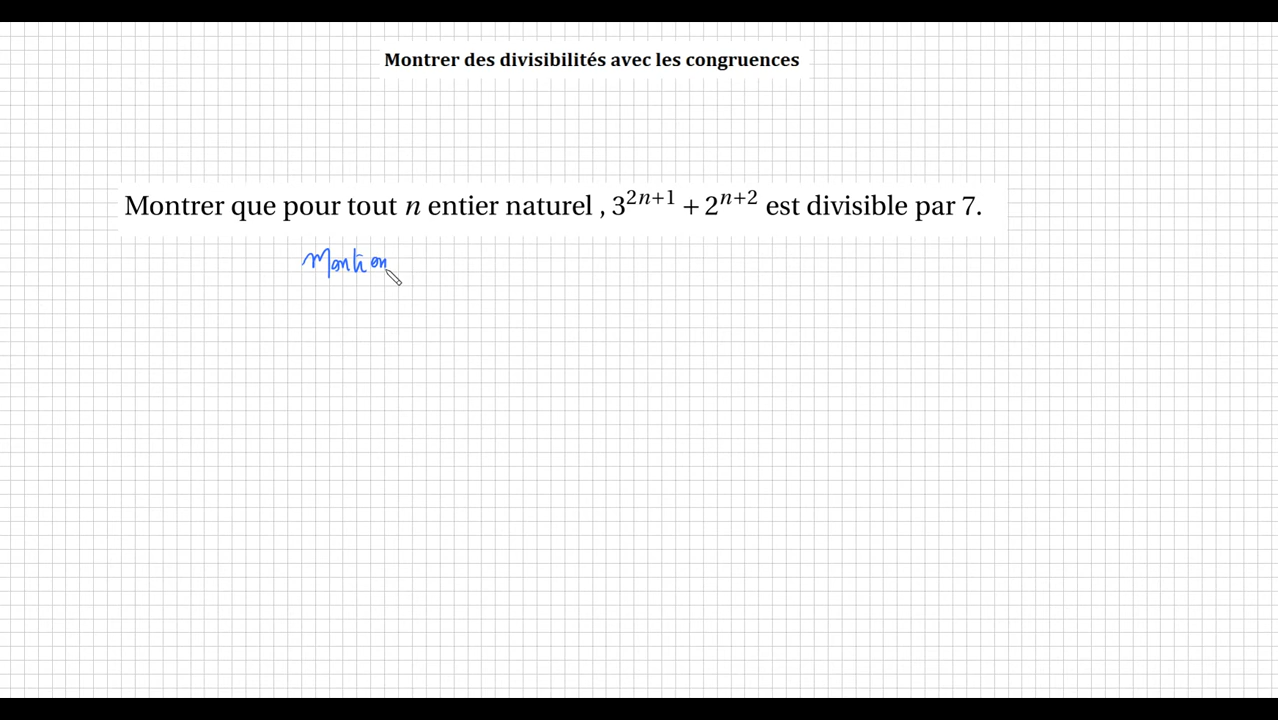 Montrer des divisibilités avec les congruences
Montrer que pour tout n entier naturel , 3^{2n+1} + 2^{n+2} est divisible par 7.
Montron